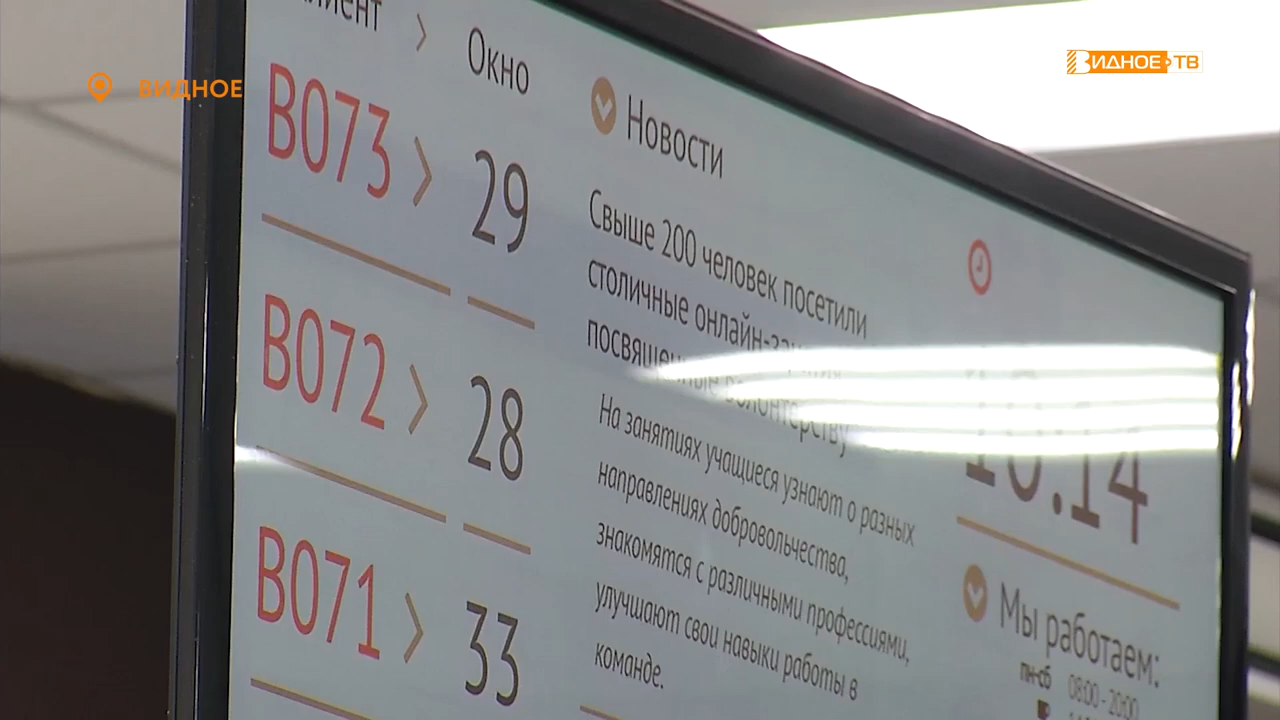 ВИДНОЕ
ВИДНОЕ ТВ
Окно
В073 > 29
В072 > 28
В071 > 33
Новости
Свыше 200 человек посетили
столичные онлайн-
посвященные волонтерству
На занятиях учащиеся узнают о разных
направлениях добровольчества,
знакомятся с различными профессиями,
улучшают свои навыки работы в
команде.
Мы работаем:
пн-сб 08:00 - 20:00